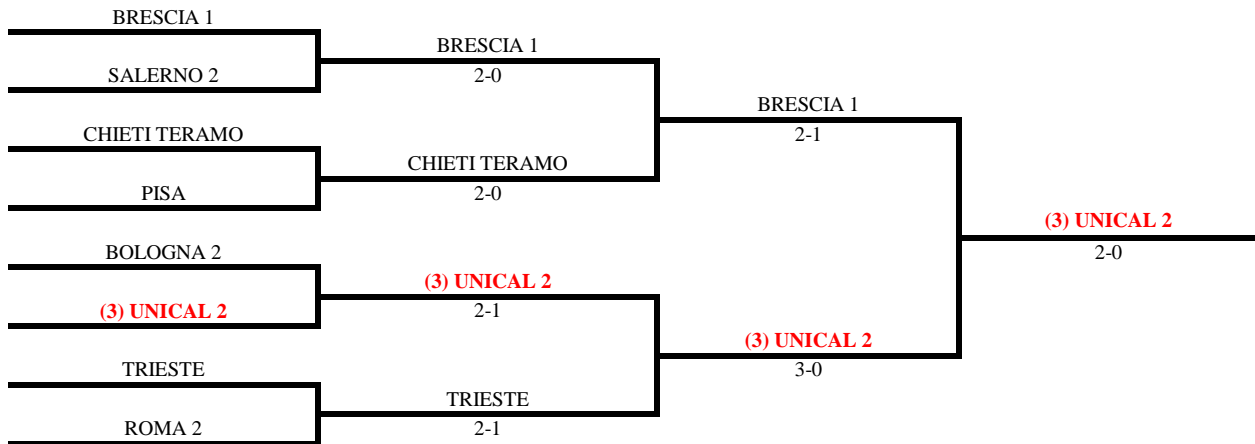 BRESCIA 1
SALERNO 2
CHIETI TERAMO
PISA
BOLOGNA 2
(3) UNICAL 2
TRIESTE
ROMA 2
BRESCIA 1
2-0
CHIETI TERAMO
2-0
(3) UNICAL 2
2-1
TRIESTE
2-1
BRESCIA 1
2-1
(3) UNICAL 2
3-0
(3) UNICAL 2
2-0